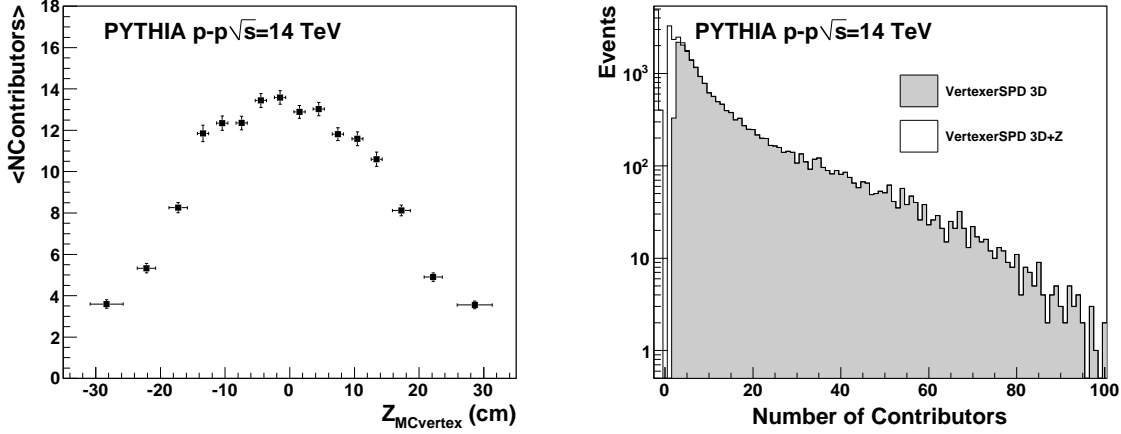 PYTHIA p-p√s=14 TeV
<NContributors>
18
16
14
12
10
8
6
4
2
0
-30 -20 -10 0 10 20 30
Z_MCvertex (cm)
PYTHIA p-p√s=14 TeV
Events
10³
10²
10
1
VertexerSPD 3D
VertexerSPD 3D+Z
0 20 40 60 80 100
Number of Contributors